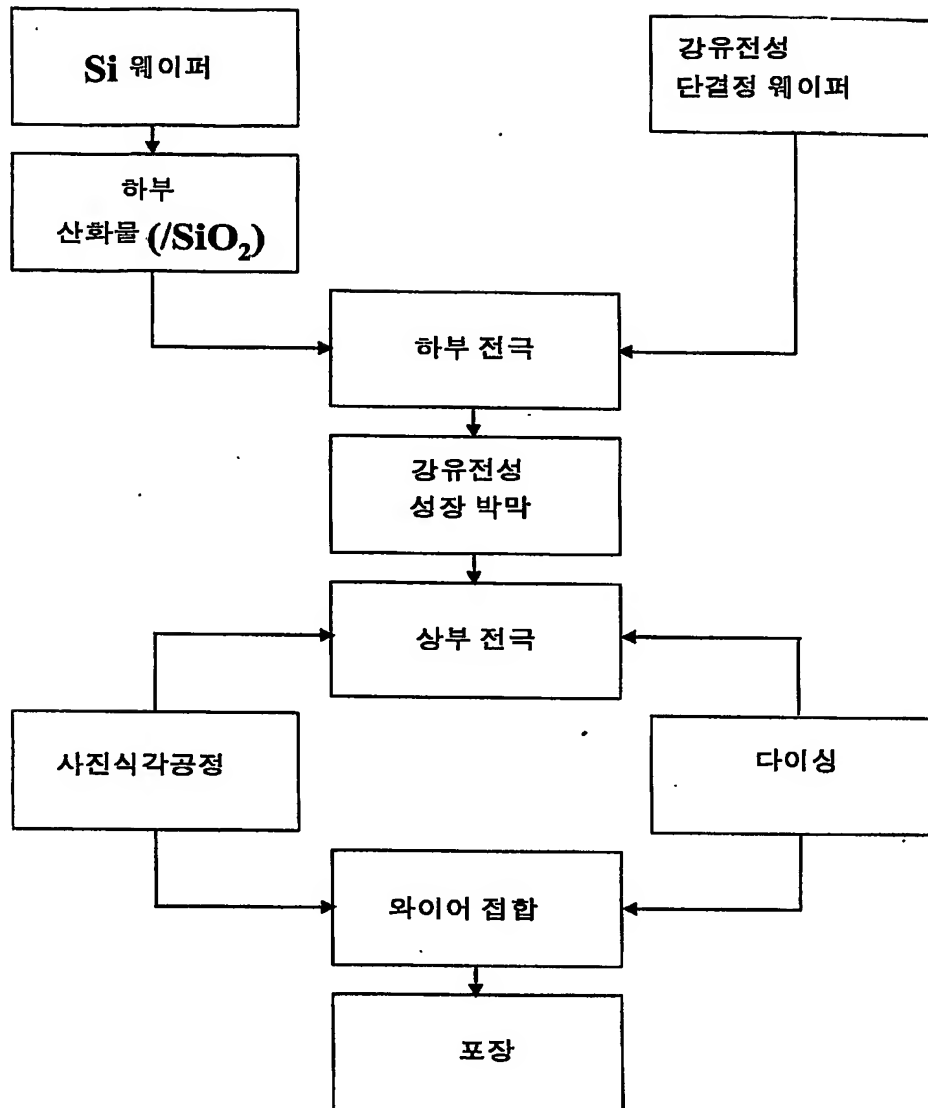 Si 웨이퍼
강유전성
단결정 웨이퍼
하부
산화물 (/SiO₂)
하부 전극
강유전성
성장 박막
상부 전극
사진식각공정
다이싱
와이어 접합
포장